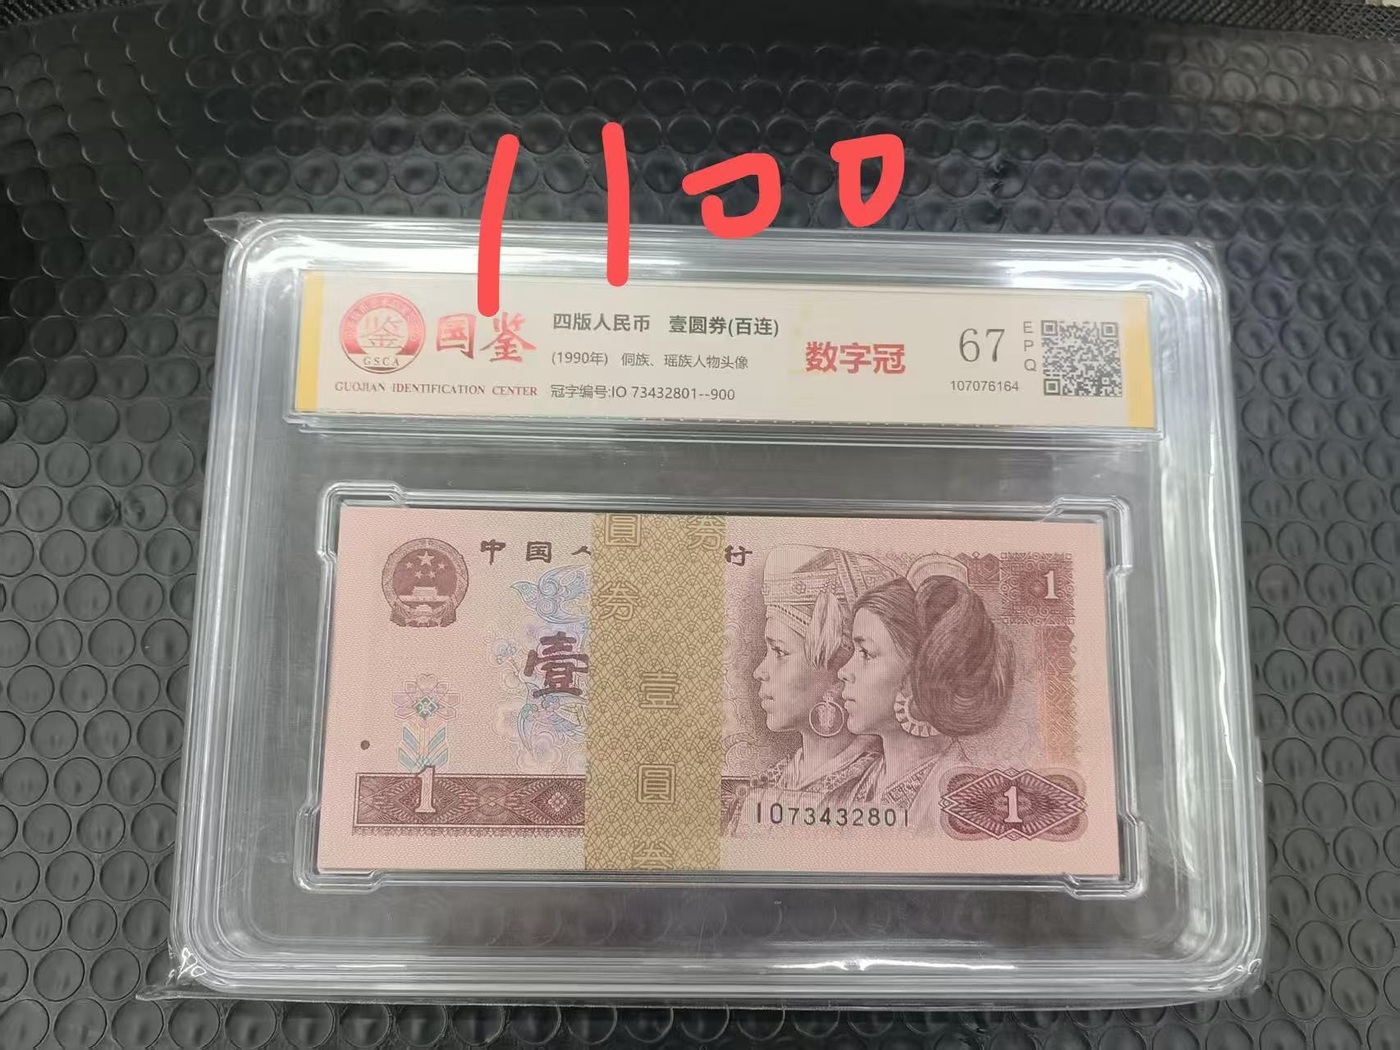 1100
国鉴
GSCA
鉴
GUOJIAN IDENTIFICATION CENTER
四版人民币 壹圆券(百连)
(1990年) 侗族、瑶族人物头像
冠字编号:IO 73432801--900
数字冠
67
EPQ
107076164
中国人 行
圆券
券
1
壹
壹
圆
1
IO73432801
1
券